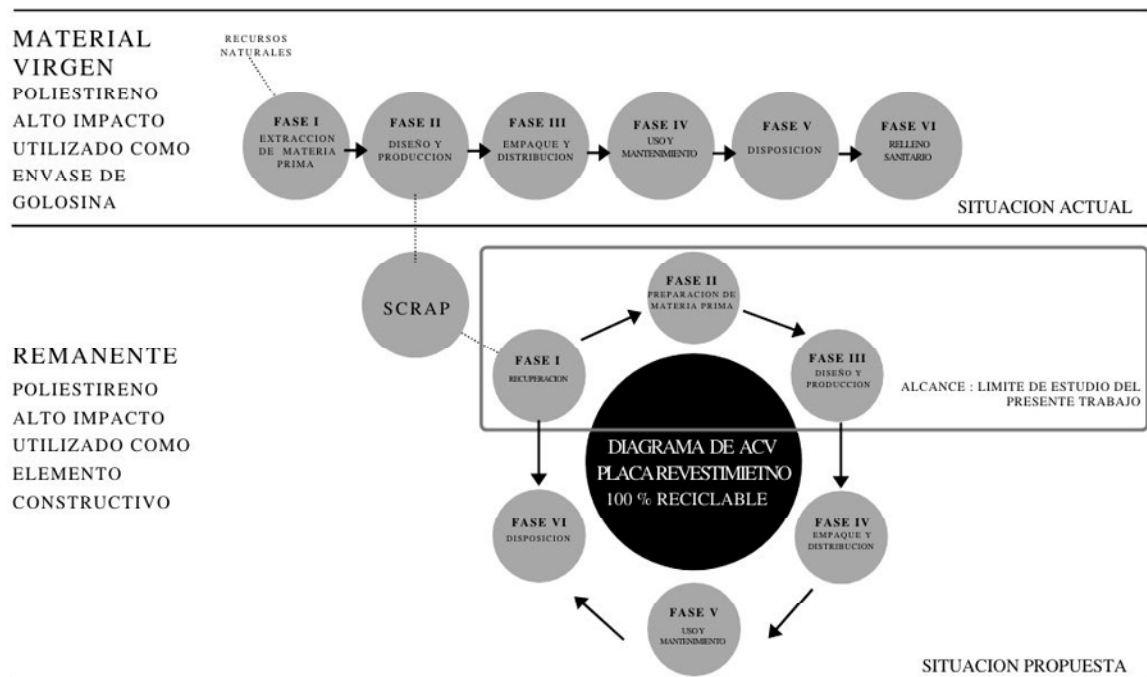 MATERIAL
VIRGEN
POLIESTIRENO
ALTO IMPACTO
UTILIZADO COMO
ENVASE DE
GOLOSINA
RECURSOS
NATURALES
FASE I
EXTRACCION
DE MATERIA
PRIMA
FASE II
DISEÑO Y
PRODUCCION
FASE III
EMPAQUE Y
DISTRIBUCION
FASE IV
USO Y
MANTENIMIENTO
FASE V
DISPOSICION
FASE VI
RELLENO
SANITARIO
SITUACION ACTUAL
SCRAP
REMANENTE
POLIESTIRENO
ALTO IMPACTO
UTILIZADO COMO
ELEMENTO
CONSTRUCTIVO
FASE I
RECUPERACION
FASE II
PREPARACION DE
MATERIA PRIMA
FASE III
DISEÑO Y
PRODUCCION
ALCANCE : LIMITE DE ESTUDIO DEL
PRESENTE TRABAJO
DIAGRAMA DE ACV
PLACA REVESTIMIETNO
100 % RECICLABLE
FASE IV
EMPAQUE Y
DISTRIBUCION
FASE V
USO Y
MANTENIMIENTO
FASE VI
DISPOSICION
SITUACION PROPUESTA